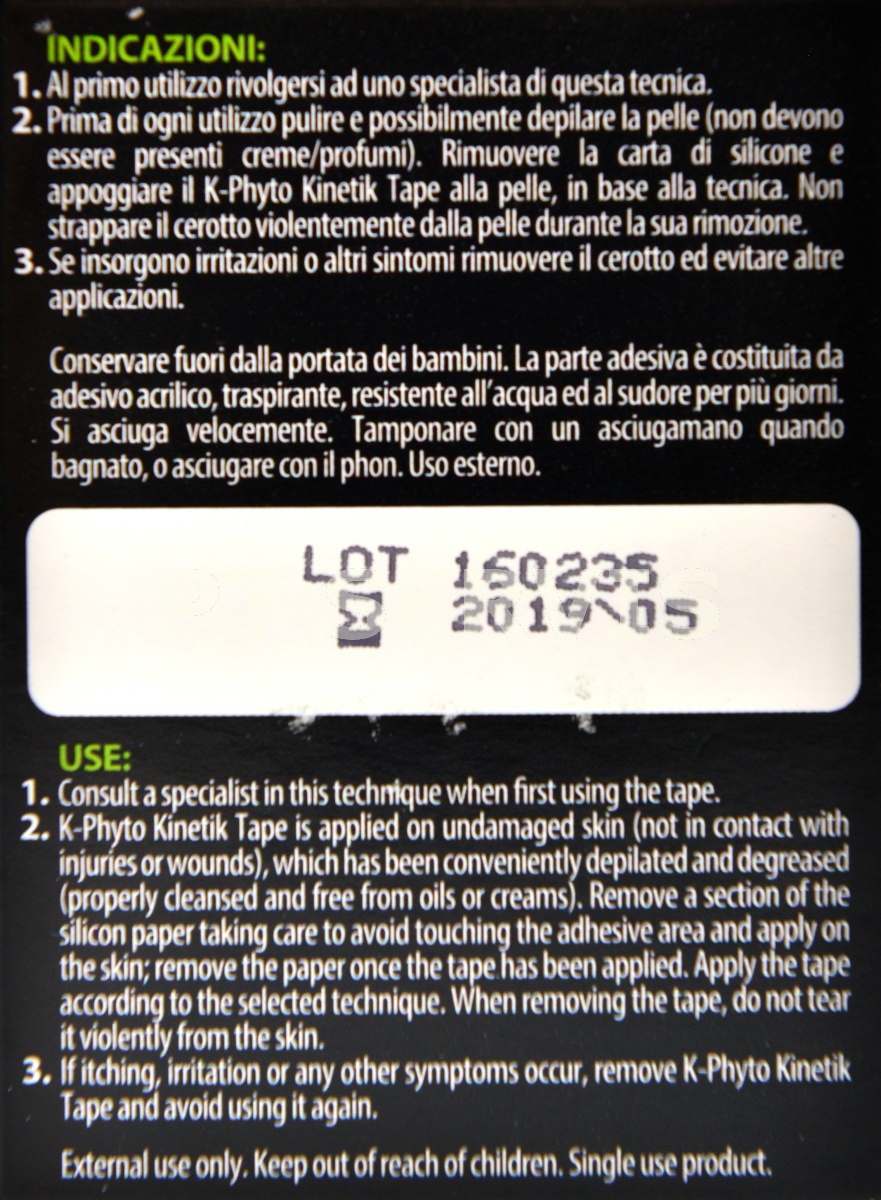 INDICAZIONI:
1. Al primo utilizzo rivolgersi ad uno specialista di questa tecnica.
2. Prima di ogni utilizzo pulire e possibilmente depilare la pelle (non devono
essere presenti creme/profumi). Rimuovere la carta di silicone e
appoggiare il K-Phyto Kinetik Tape alla pelle, in base alla tecnica. Non
strappare il cerotto violentemente dalla pelle durante la sua rimozione.
3. Se insorgono irritazioni o altri sintomi rimuovere il cerotto ed evitare altre
applicazioni.
Conservare fuori dalla portata dei bambini. La parte adesiva è costituita da
adesivo acrilico, traspirante, resistente all'acqua ed al sudore per più giorni.
Si asciuga velocemente. Tamponare con un asciugamano quando
bagnato, o asciugare con il phon. Uso esterno.
LOT 160235
2019\05
USE:
1. Consult a specialist in this technique when first using the tape.
2. K-Phyto Kinetik Tape is applied on undamaged skin (not in contact with
injuries or wounds), which has been conveniently depilated and degreased
(properly cleansed and free from oils or creams). Remove a section of the
silicon paper taking care to avoid touching the adhesive area and apply on
the skin; remove the paper once the tape has been applied. Apply the tape
according to the selected technique. When removing the tape, do not tear
it violently from the skin.
3. If itching, irritation or any other symptoms occur, remove K-Phyto Kinetik
Tape and avoid using it again.
External use only. Keep out of reach of children. Single use product.